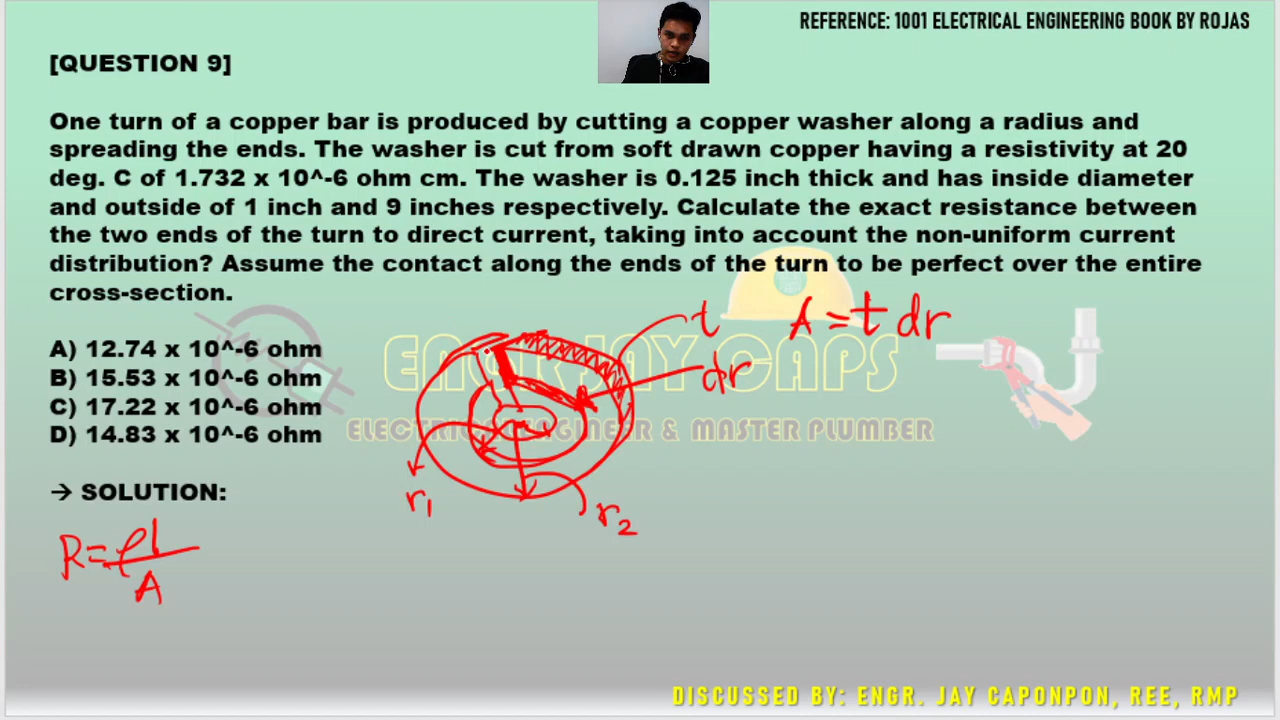 REFERENCE: 1001 ELECTRICAL ENGINEERING BOOK BY ROJAS
[QUESTION 9]
One turn of a copper bar is produced by cutting a copper washer along a radius and
spreading the ends. The washer is cut from soft drawn copper having a resistivity at 20
deg. C of 1.732 x 10^-6 ohm cm. The washer is 0.125 inch thick and has inside diameter
and outside of 1 inch and 9 inches respectively. Calculate the exact resistance between
the two ends of the turn to direct current, taking into account the non-uniform current
distribution? Assume the contact along the ends of the turn to be perfect over the entire
cross-section.
A) 12.74 x 10^-6 ohm
B) 15.53 x 10^-6 ohm
C) 17.22 x 10^-6 ohm
D) 14.83 x 10^-6 ohm
t
A = t dr
dr
ENGR JAY CAPS
ELECTRICAL ENGINEER & MASTER PLUMBER
r1
r2
→ SOLUTION:
R = ρl
A
DISCUSSED BY: ENGR. JAY CAPONPON, REE, RMP